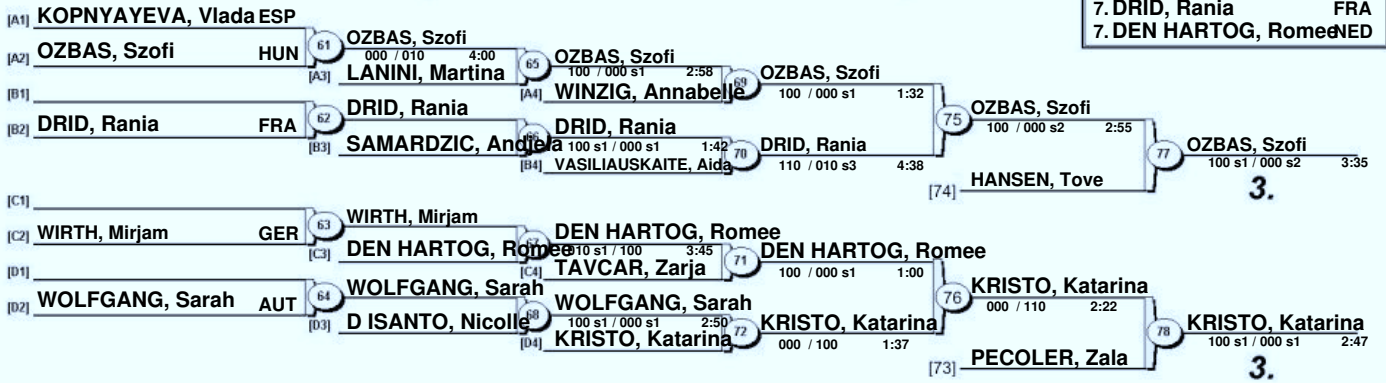 7. DRID, Rania FRA
7. DEN HARTOG, Romee NED
[A1] KOPNYAYEVA, Vlada ESP
[A2] OZBAS, Szofi HUN
61 OZBAS, Szofi
000 / 010 4:00
[A3] LANINI, Martina
65 OZBAS, Szofi
100 / 000 s1 2:58
[A4] WINZIG, Annabelle
69 OZBAS, Szofi
100 / 000 s1 1:32
[B1]
[B2] DRID, Rania FRA
62 DRID, Rania
[B3] SAMARDZIC, Andjela
66 DRID, Rania
100 s1 / 000 s1 1:42
[B4] VASILIAUSKAITE, Aida
70 DRID, Rania
110 / 010 s3 4:38
75 OZBAS, Szofi
100 / 000 s2 2:55
[74] HANSEN, Tove
77 OZBAS, Szofi
100 s1 / 000 s2 3:35
3.
[C1]
[C2] WIRTH, Mirjam GER
63 WIRTH, Mirjam
[C3] DEN HARTOG, Romee
67 DEN HARTOG, Romee
010 s1 / 100 3:45
[C4] TAVCAR, Zarja
71 DEN HARTOG, Romee
100 / 000 s1 1:00
[D1]
[D2] WOLFGANG, Sarah AUT
64 WOLFGANG, Sarah
[D3] D ISANTO, Nicolle
68 WOLFGANG, Sarah
100 s1 / 000 s1 2:50
[D4] KRISTO, Katarina
72 KRISTO, Katarina
000 / 100 1:37
76 KRISTO, Katarina
000 / 110 2:22
[73] PECOLER, Zala
78 KRISTO, Katarina
100 s1 / 000 s1 2:47
3.